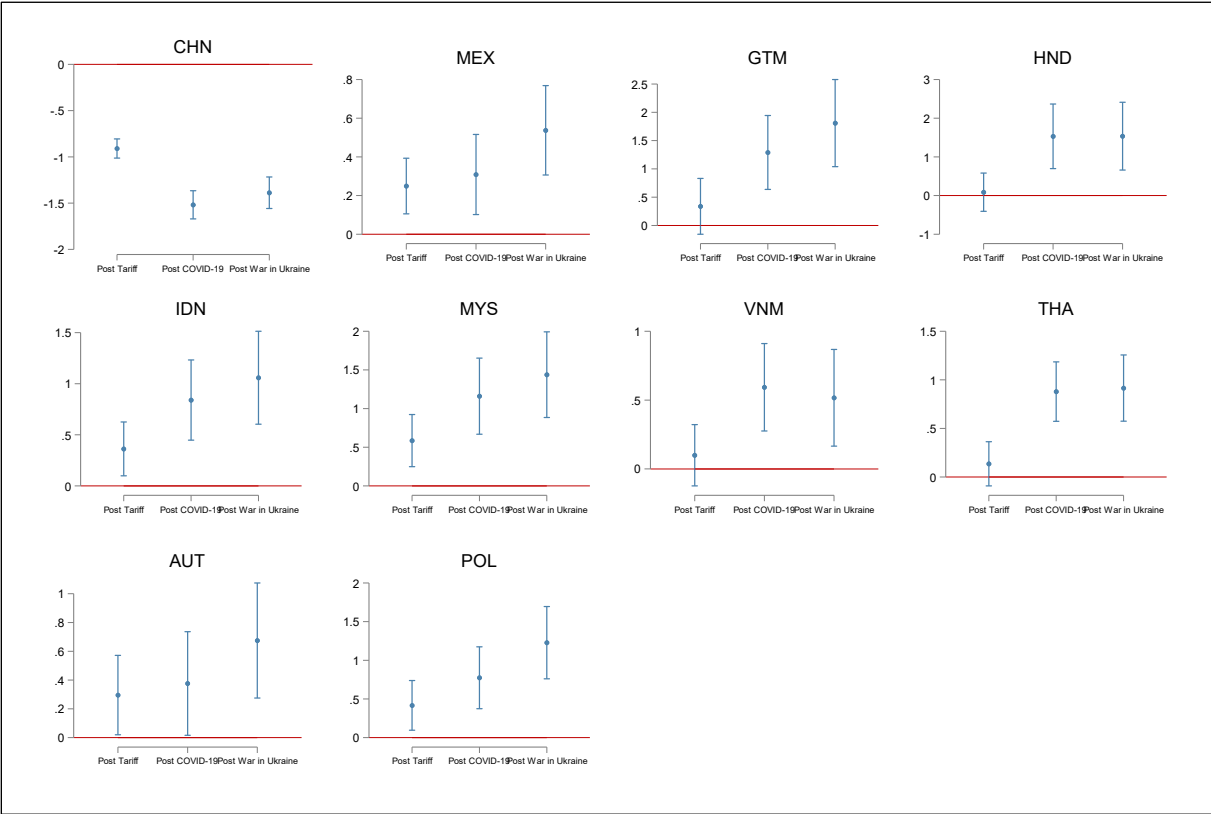 CHN
0
-.5
-1
-1.5
-2
Post Tariff Post COVID-19 Post War in Ukraine
MEX
.8
.6
.4
.2
0
Post Tariff Post COVID-19 Post War in Ukraine
GTM
2.5
2
1.5
1
.5
0
Post Tariff Post COVID-19 Post War in Ukraine
HND
3
2
1
0
-1
Post Tariff Post COVID-19 Post War in Ukraine
IDN
1.5
1
.5
0
Post Tariff Post COVID-19 Post War in Ukraine
MYS
2
1.5
1
.5
0
Post Tariff Post COVID-19 Post War in Ukraine
VNM
1
.5
0
Post Tariff Post COVID-19 Post War in Ukraine
THA
1.5
1
.5
0
Post Tariff Post COVID-19 Post War in Ukraine
AUT
1
.8
.6
.4
.2
0
Post Tariff Post COVID-19 Post War in Ukraine
POL
2
1.5
1
.5
0
Post Tariff Post COVID-19 Post War in Ukraine